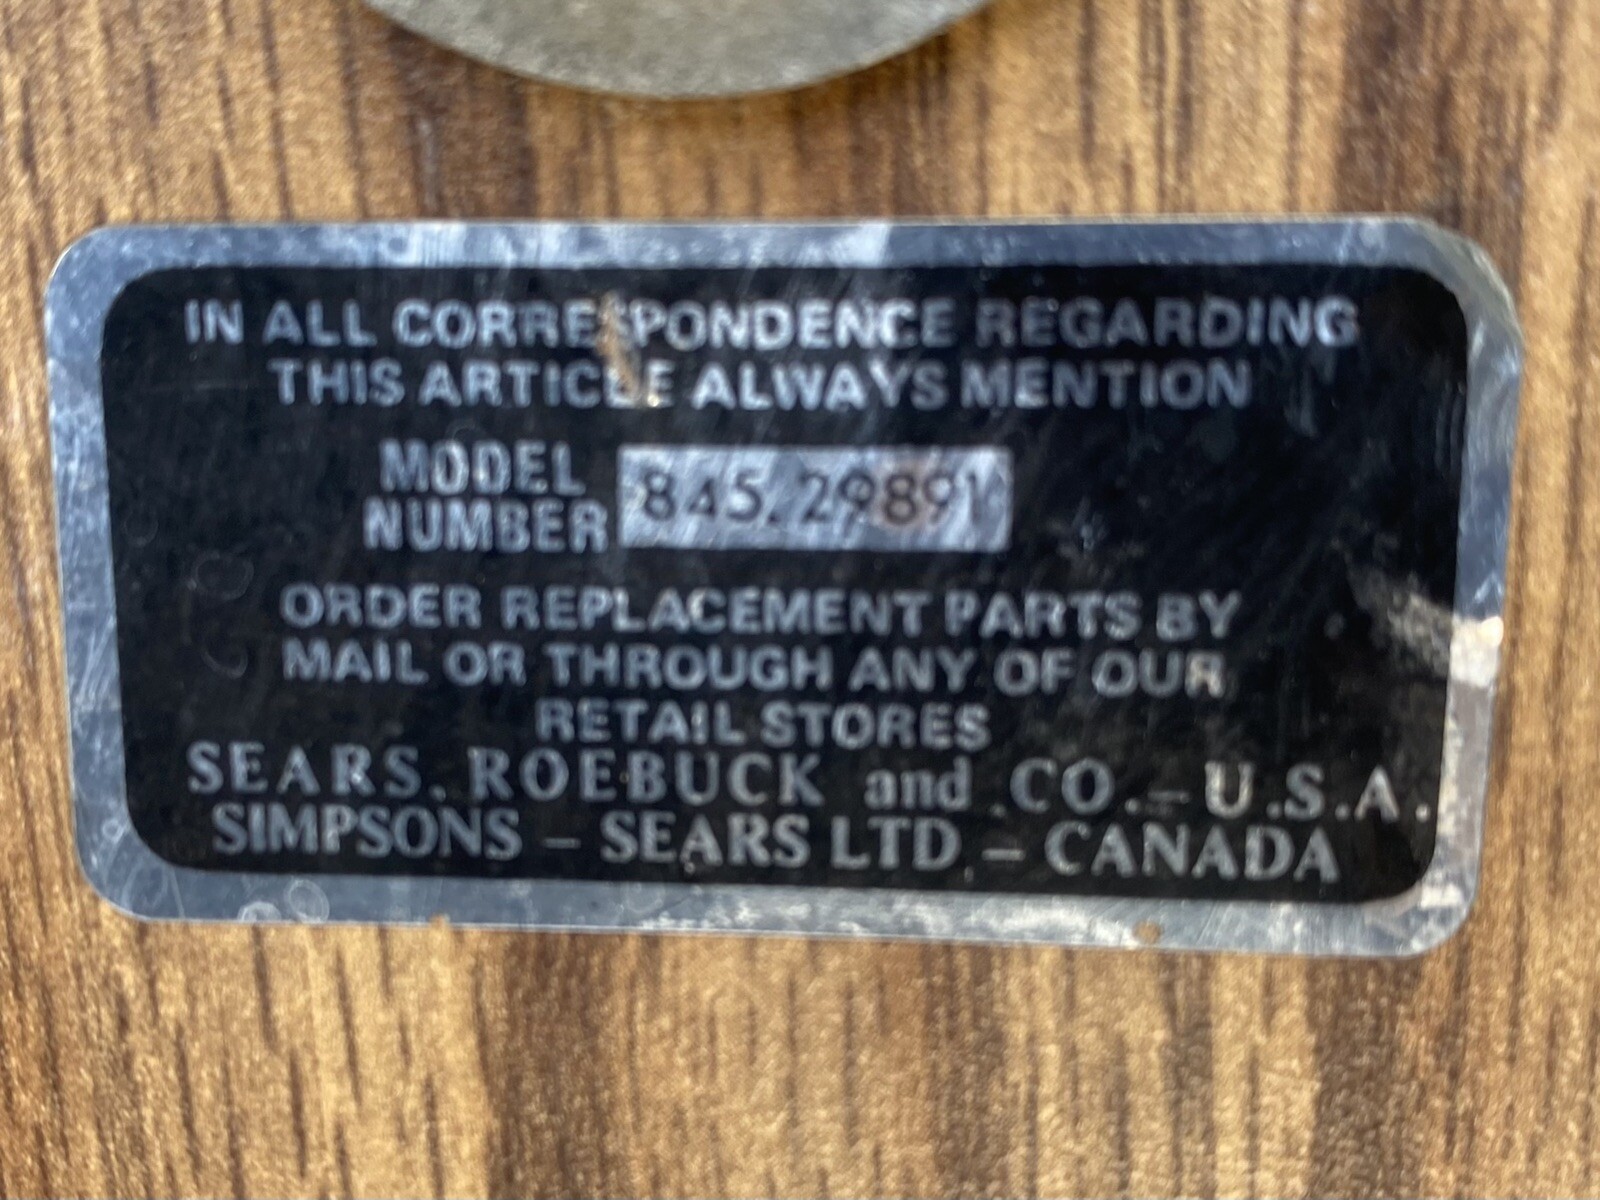 IN ALL CORRESPONDENCE REGARDING
THIS ARTICLE ALWAYS MENTION
MODEL
NUMBER 845.29891
ORDER REPLACEMENT PARTS BY
MAIL OR THROUGH ANY OF OUR
RETAIL STORES
SEARS, ROEBUCK and CO. – U.S.A.
SIMPSONS – SEARS LTD. – CANADA